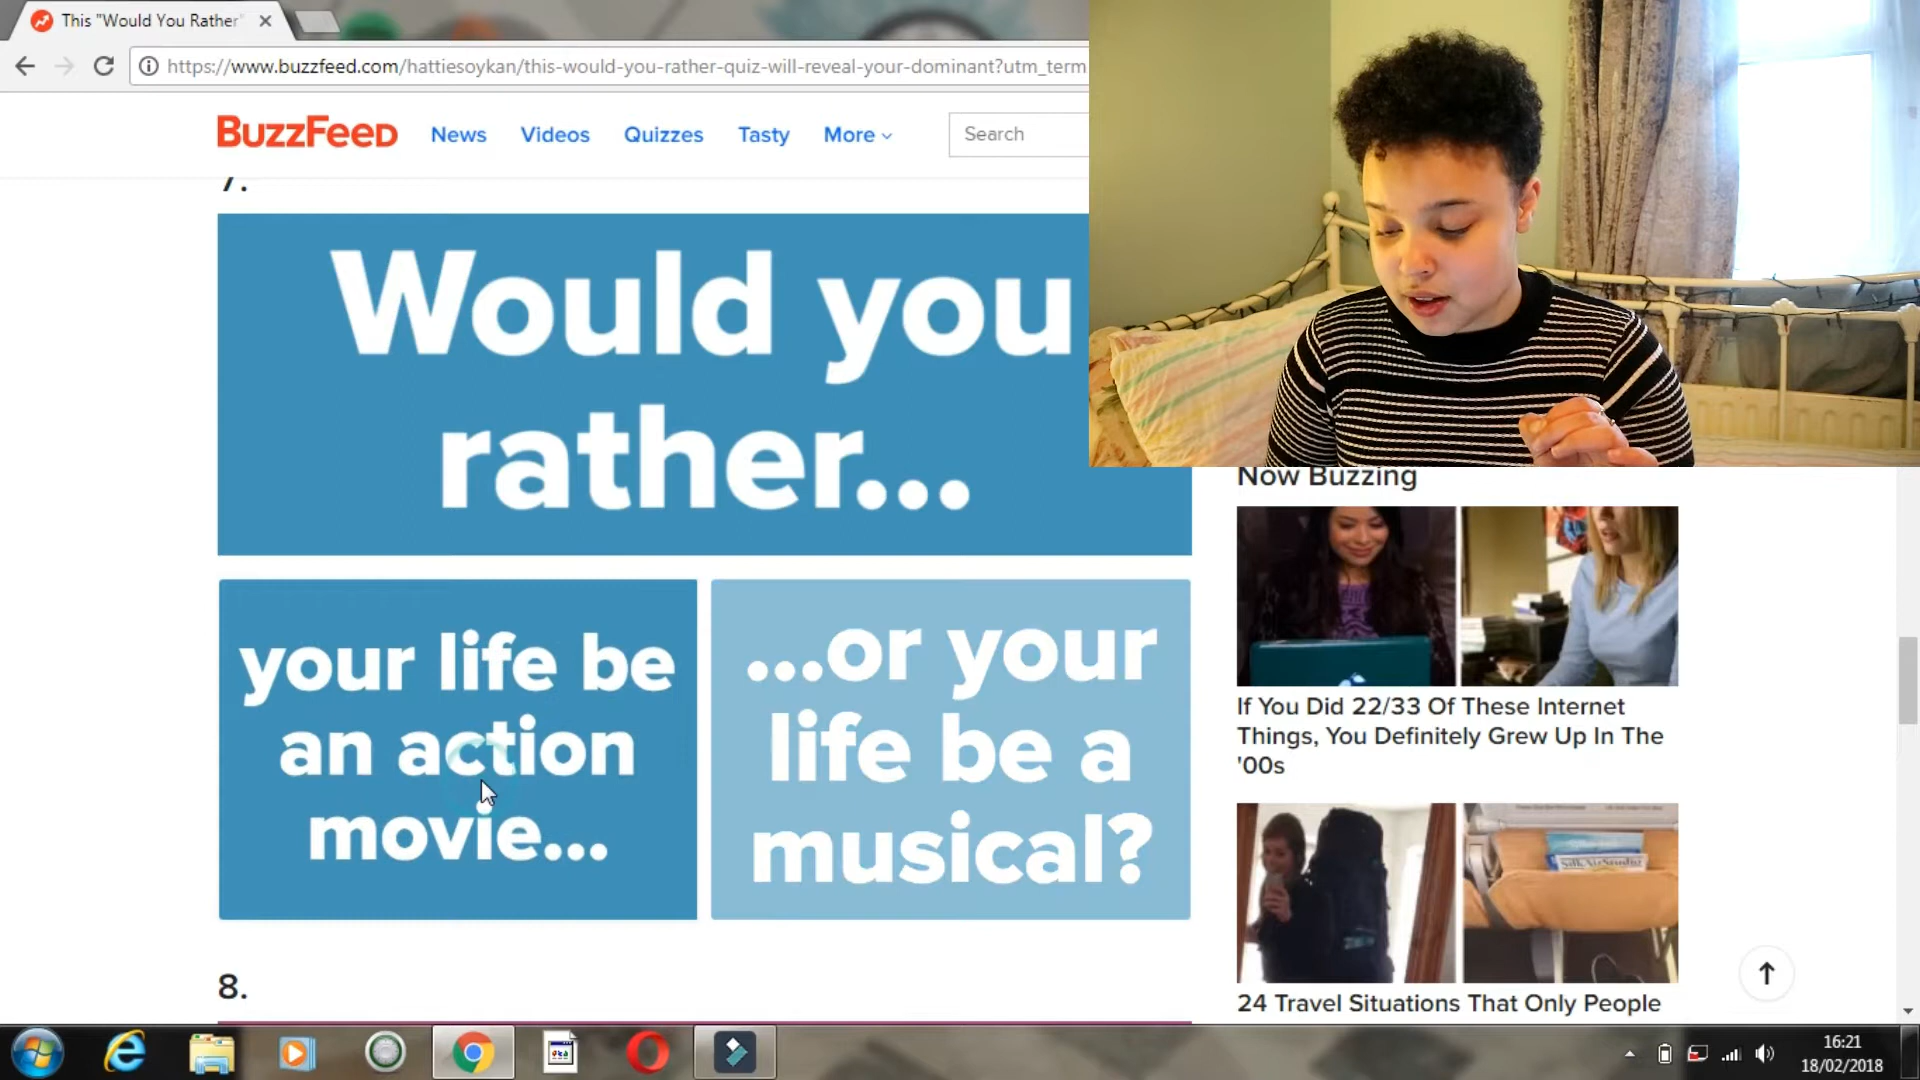 This "Would You Rather"
https://www.buzzfeed.com/hattiesoykan/this-would-you-rather-quiz-will-reveal-your-dominant?utm_term
BuzzFeed
News
Videos
Quizzes
Tasty
More
Search
7.
Would you
rather...
your life be
an action
movie...
...or your
life be a
musical?
8.
Now Buzzing
If You Did 22/33 Of These Internet
Things, You Definitely Grew Up In The
'00s
24 Travel Situations That Only People
16:21
18/02/2018